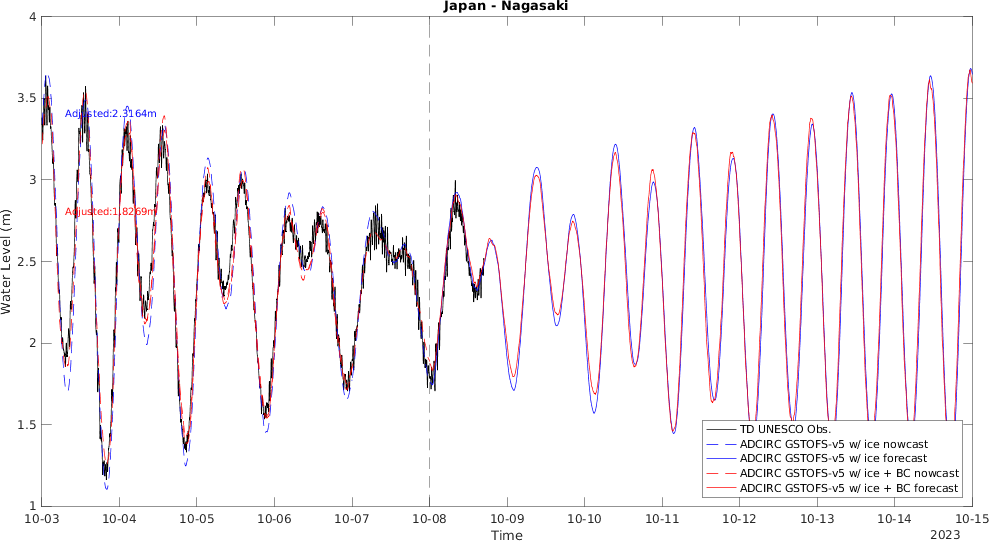 Japan - Nagasaki
4
3.5
3
2.5
2
1.5
1
Water Level (m)
Adjusted:2.3164m
Adjusted:1.8269m
TD UNESCO Obs.
ADCIRC GSTOFS-v5 w/ ice nowcast
ADCIRC GSTOFS-v5 w/ ice forecast
ADCIRC GSTOFS-v5 w/ ice + BC nowcast
ADCIRC GSTOFS-v5 w/ ice + BC forecast
10-03 10-04 10-05 10-06 10-07 10-08 10-09 10-10 10-11 10-12 10-13 10-14 10-15
Time
2023